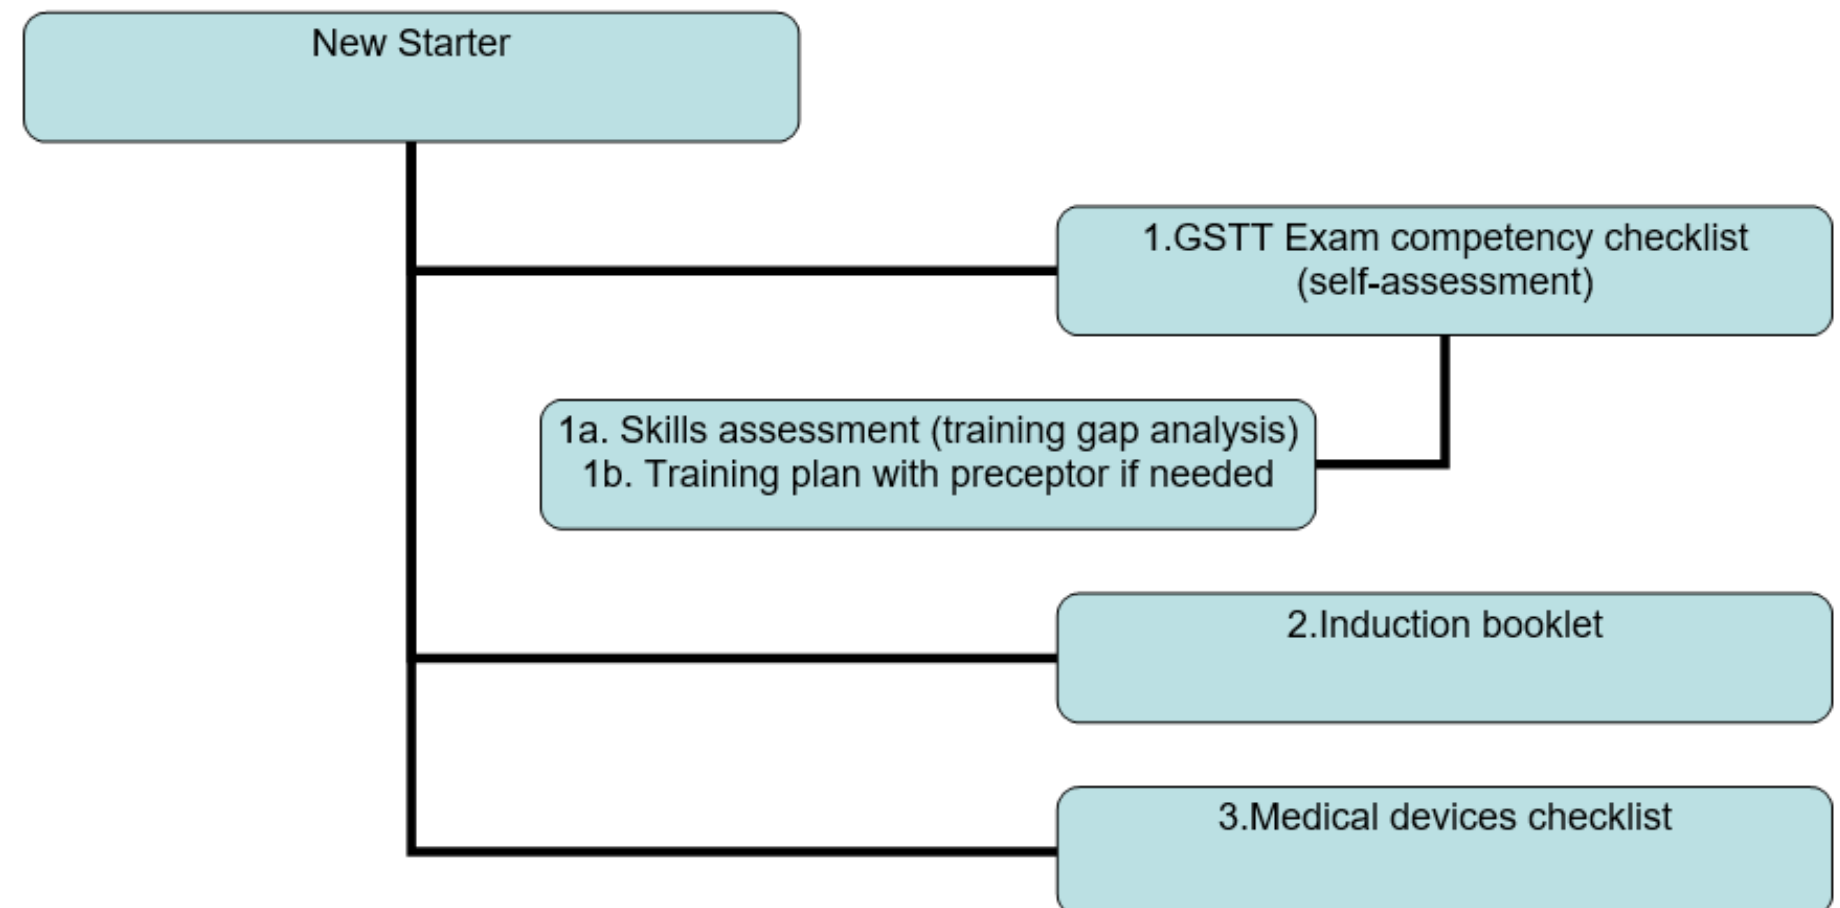 New Starter
1.GSTT Exam competency checklist
(self-assessment)
1a. Skills assessment (training gap analysis)
1b. Training plan with preceptor if needed
2.Induction booklet
3.Medical devices checklist